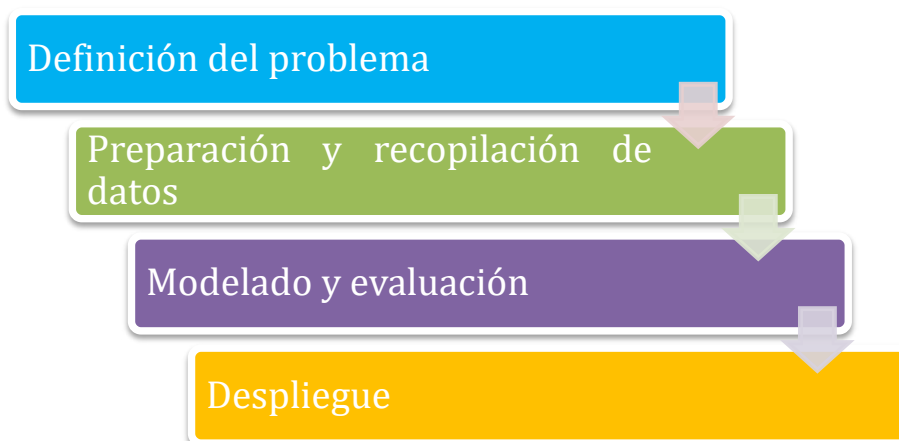 Definición del problema
Preparación y recopilación de
datos
Modelado y evaluación
Despliegue